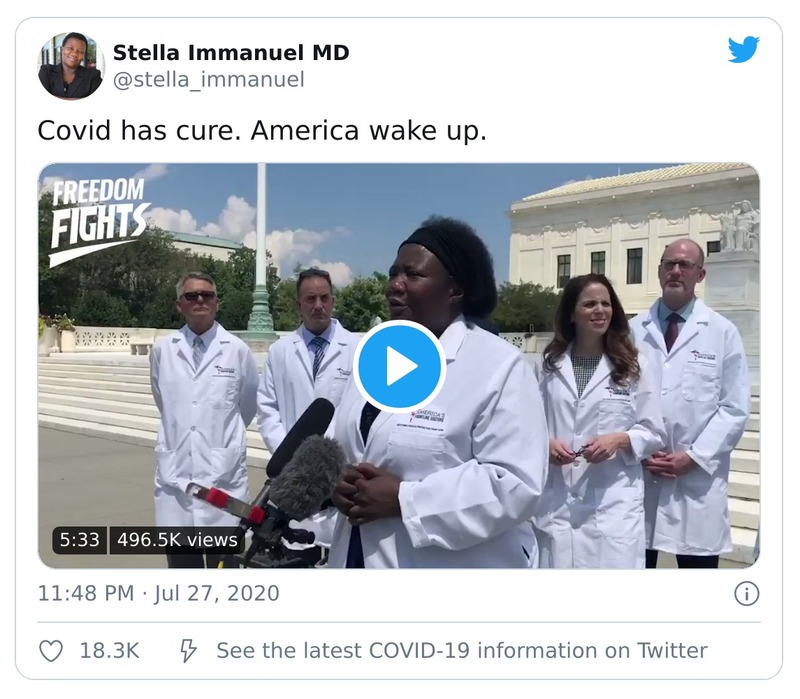 Stella Immanuel MD
@stella_immanuel
Covid has cure. America wake up.
FREEDOM
FIGHTS
AMERICA'S
FRONTLINE DOCTORS
5:33 496.5K views
11:48 PM · Jul 27, 2020
18.3K See the latest COVID-19 information on Twitter